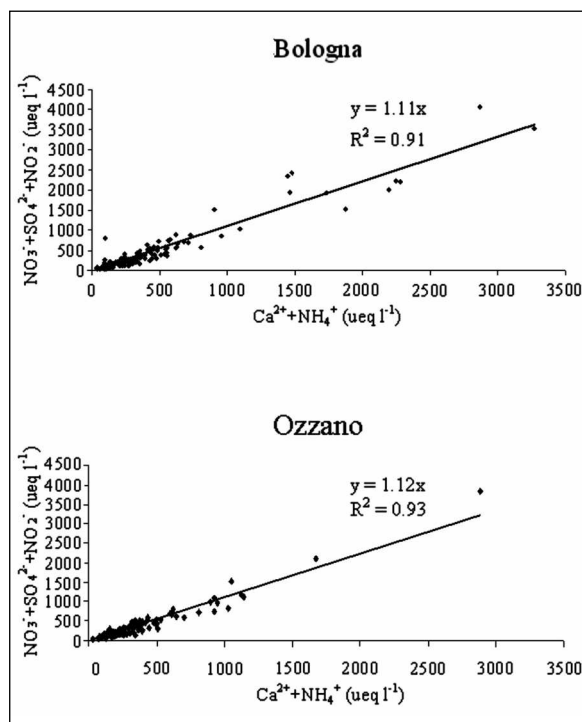 Bologna
NO₃⁻+SO₄²⁻+NO₂⁻ (ueq l⁻¹)
4500
4000
3500
3000
2500
2000
1500
1000
500
0
y = 1.11x
R² = 0.91
0 500 1000 1500 2000 2500 3000 3500
Ca²⁺+NH₄⁺ (ueq l⁻¹)
Ozzano
NO₃⁻+SO₄²⁻+NO₂⁻ (ueq l⁻¹)
4500
4000
3500
3000
2500
2000
1500
1000
500
0
y = 1.12x
R² = 0.93
0 500 1000 1500 2000 2500 3000 3500
Ca²⁺+NH₄⁺ (ueq l⁻¹)